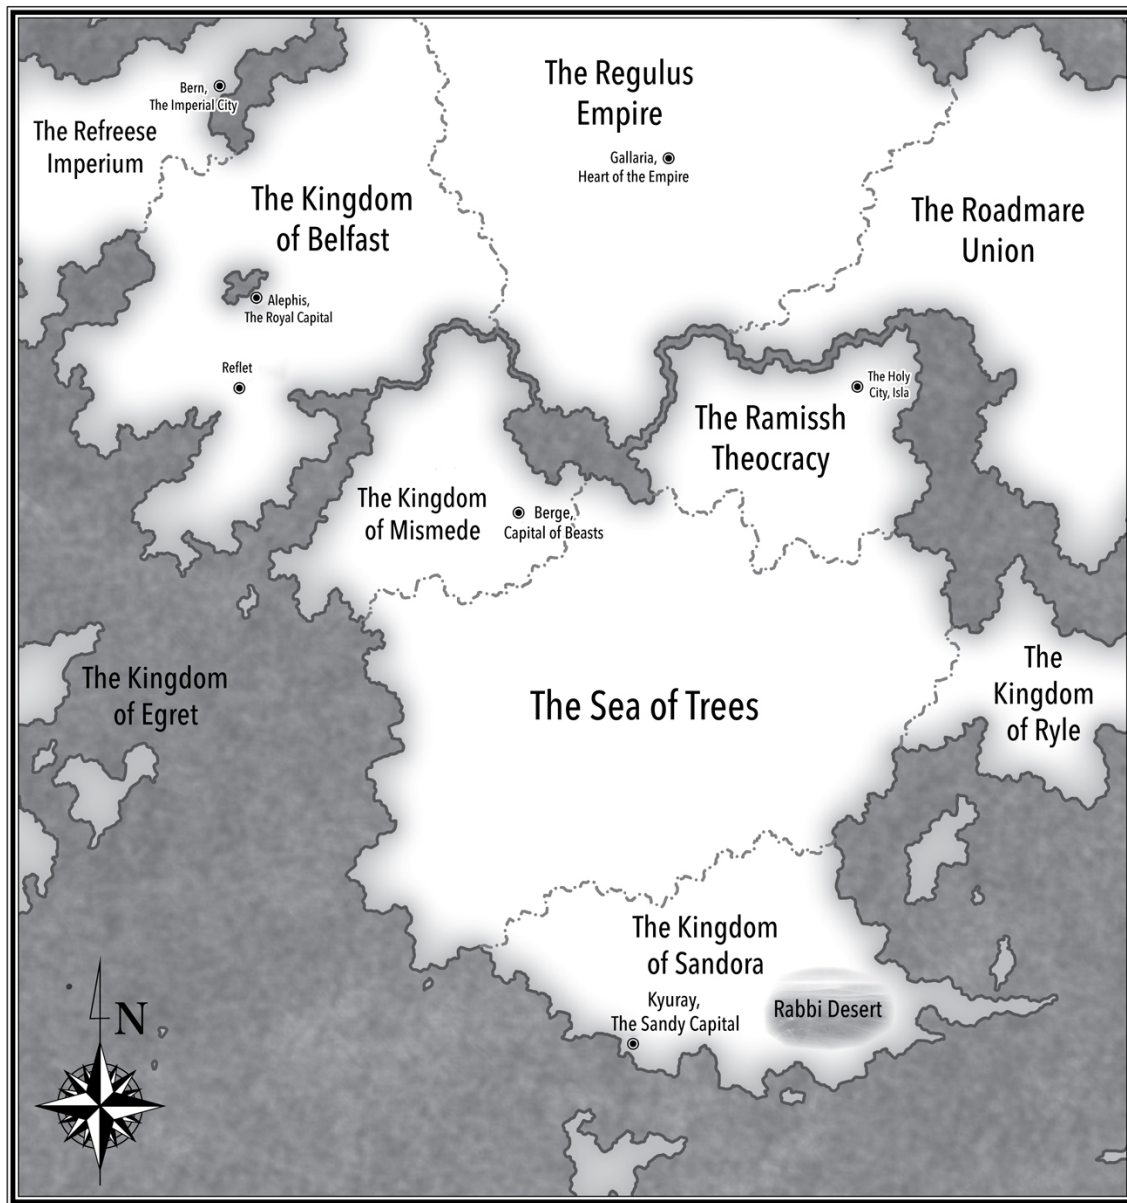 The Regulus
Empire
Bern,
The Imperial City
The Refreese
Imperium
Gallaria,
Heart of the Empire
The Kingdom
of Belfast
The Roadmare
Union
Alephis,
The Royal Capital
Reflet
The Holy
City, Isla
The Ramissh
Theocracy
The Kingdom
of Mismede
Berge,
Capital of Beasts
The Kingdom
of Egret
The Sea of Trees
The
Kingdom
of Ryle
The Kingdom
of Sandora
Kyuray,
The Sandy Capital
Rabbi Desert
N